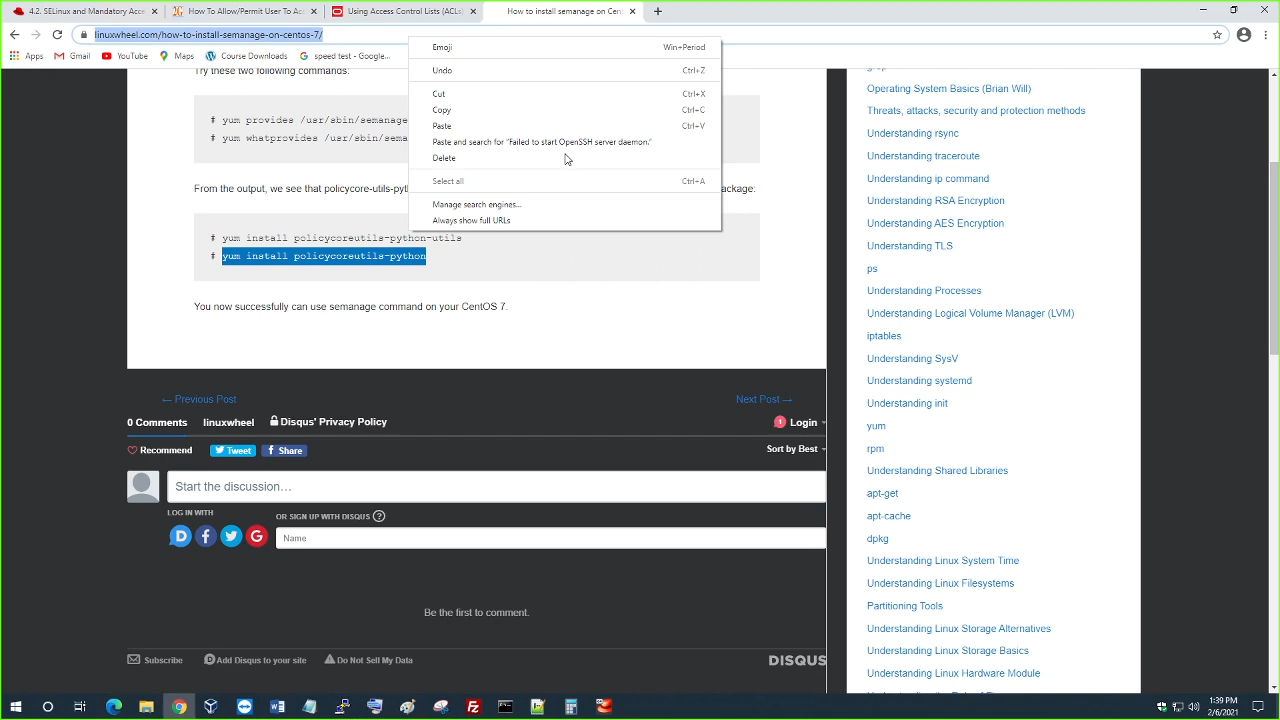 4.2. SELinux and Mandatory Acce
How To Allow/Permit User To Ac
Using Access Control Lists (ACLs)
How to install semanage on Cent
linuxwheel.com/how-to-install-semanage-on-centos-7/
Apps
Gmail
YouTube
Maps
Course Downloads
speed test - Google...
Emoji Win+Period
Undo Ctrl+Z
Cut Ctrl+X
Copy Ctrl+C
Paste Ctrl+V
Paste and search for “Failed to start OpenSSH server daemon.”
Delete
Select all Ctrl+A
Manage search engines...
Always show full URLs
Try these two following commands:
# yum provides /usr/sbin/semanage
# yum whatprovides /usr/sbin/sema
From the output, we see that policycore-utils-pyth
package:
# yum install policycoreutils-python-utils
# yum install policycoreutils-python
You now successfully can use semanage command on your CentOS 7.
← Previous Post
Next Post →
0 Comments
linuxwheel
Disqus' Privacy Policy
1
Login
Recommend
Tweet
Share
Sort by Best
Start the discussion…
LOG IN WITH
OR SIGN UP WITH DISQUS ?
Name
Be the first to comment.
Subscribe
Add Disqus to your site
Do Not Sell My Data
DISQUS
Operating System Basics (Brian Will)
Threats, attacks, security and protection methods
Understanding rsync
Understanding traceroute
Understanding ip command
Understanding RSA Encryption
Understanding AES Encryption
Understanding TLS
ps
Understanding Processes
Understanding Logical Volume Manager (LVM)
iptables
Understanding SysV
Understanding systemd
Understanding init
yum
rpm
Understanding Shared Libraries
apt-get
apt-cache
dpkg
Understanding Linux System Time
Understanding Linux Filesystems
Partitioning Tools
Understanding Linux Storage Alternatives
Understanding Linux Storage Basics
Understanding Linux Hardware Module
1:39 PM
2/6/2021